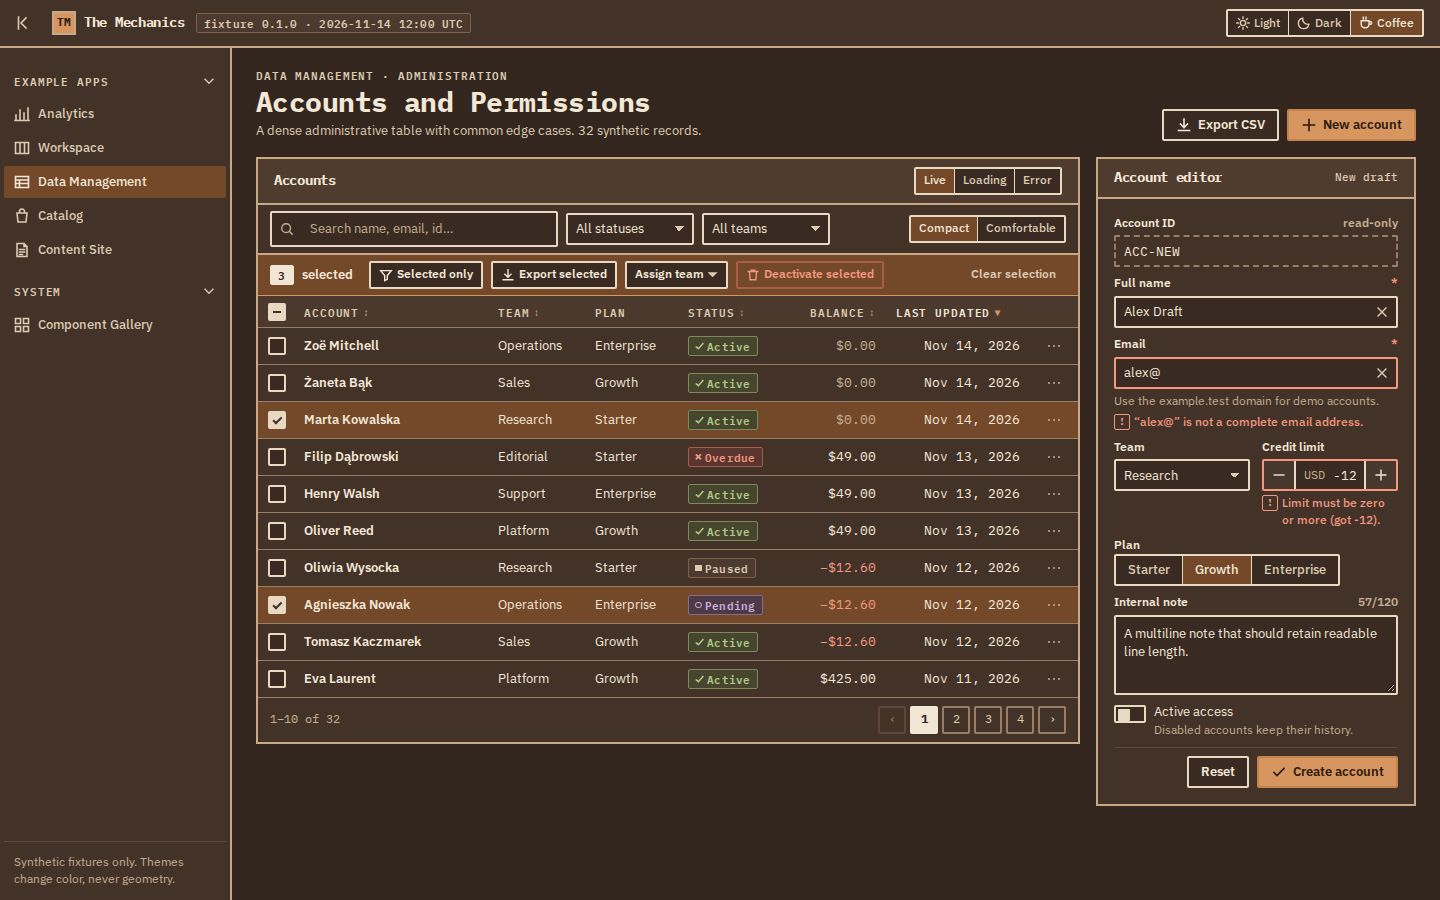 TM The Mechanics fixture 0.1.0 · 2026-11-14 12:00 UTC Light Dark Coffee
EXAMPLE APPS
Analytics
Workspace
Data Management
Catalog
Content Site
SYSTEM
Component Gallery
Synthetic fixtures only. Themes
change color, never geometry.
DATA MANAGEMENT · ADMINISTRATION
Accounts and Permissions
A dense administrative table with common edge cases. 32 synthetic records.
Export CSV New account
Accounts Live Loading Error
Search name, email, id... All statuses All teams Compact Comfortable
3 selected Selected only Export selected Assign team Deactivate selected Clear selection
ACCOUNT TEAM PLAN STATUS BALANCE LAST UPDATED
Zoë Mitchell Operations Enterprise Active $0.00 Nov 14, 2026
Żaneta Bąk Sales Growth Active $0.00 Nov 14, 2026
Marta Kowalska Research Starter Active $0.00 Nov 14, 2026
Filip Dąbrowski Editorial Starter Overdue $49.00 Nov 13, 2026
Henry Walsh Support Enterprise Active $49.00 Nov 13, 2026
Oliver Reed Platform Growth Active $49.00 Nov 13, 2026
Oliwia Wysocka Research Starter Paused −$12.60 Nov 12, 2026
Agnieszka Nowak Operations Enterprise Pending −$12.60 Nov 12, 2026
Tomasz Kaczmarek Sales Growth Active −$12.60 Nov 12, 2026
Eva Laurent Platform Growth Active $425.00 Nov 11, 2026
1–10 of 32 ‹ 1 2 3 4 ›
Account editor New draft
Account ID read-only
ACC-NEW
Full name *
Alex Draft
Email *
alex@
Use the example.test domain for demo accounts.
! “alex@” is not a complete email address.
Team Credit limit
Research USD -12
! Limit must be zero
or more (got -12).
Plan
Starter Growth Enterprise
Internal note 57/120
A multiline note that should retain readable
line length.
Active access
Disabled accounts keep their history.
Reset Create account